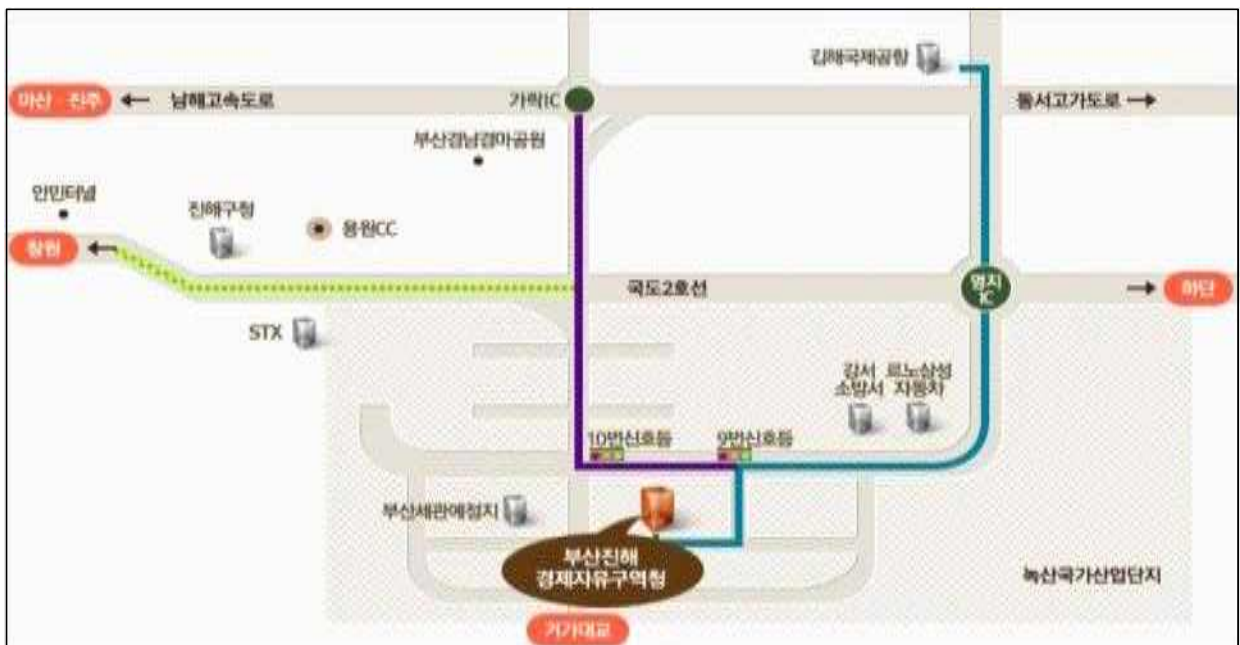 김해국제공항
마산 진주 ← 남해고속도로
가락IC
동서고가도로 →
부산경남경마공원
안민터널
진해구청
용원CC
창원 ←
국도2호선
명지
IC
→ 하단
STX
강서 르노삼성
소방서 자동차
10번신호등
9번신호등
부산세관예정지
부산진해
경제자유구역청
녹산국가산업단지
거가대교